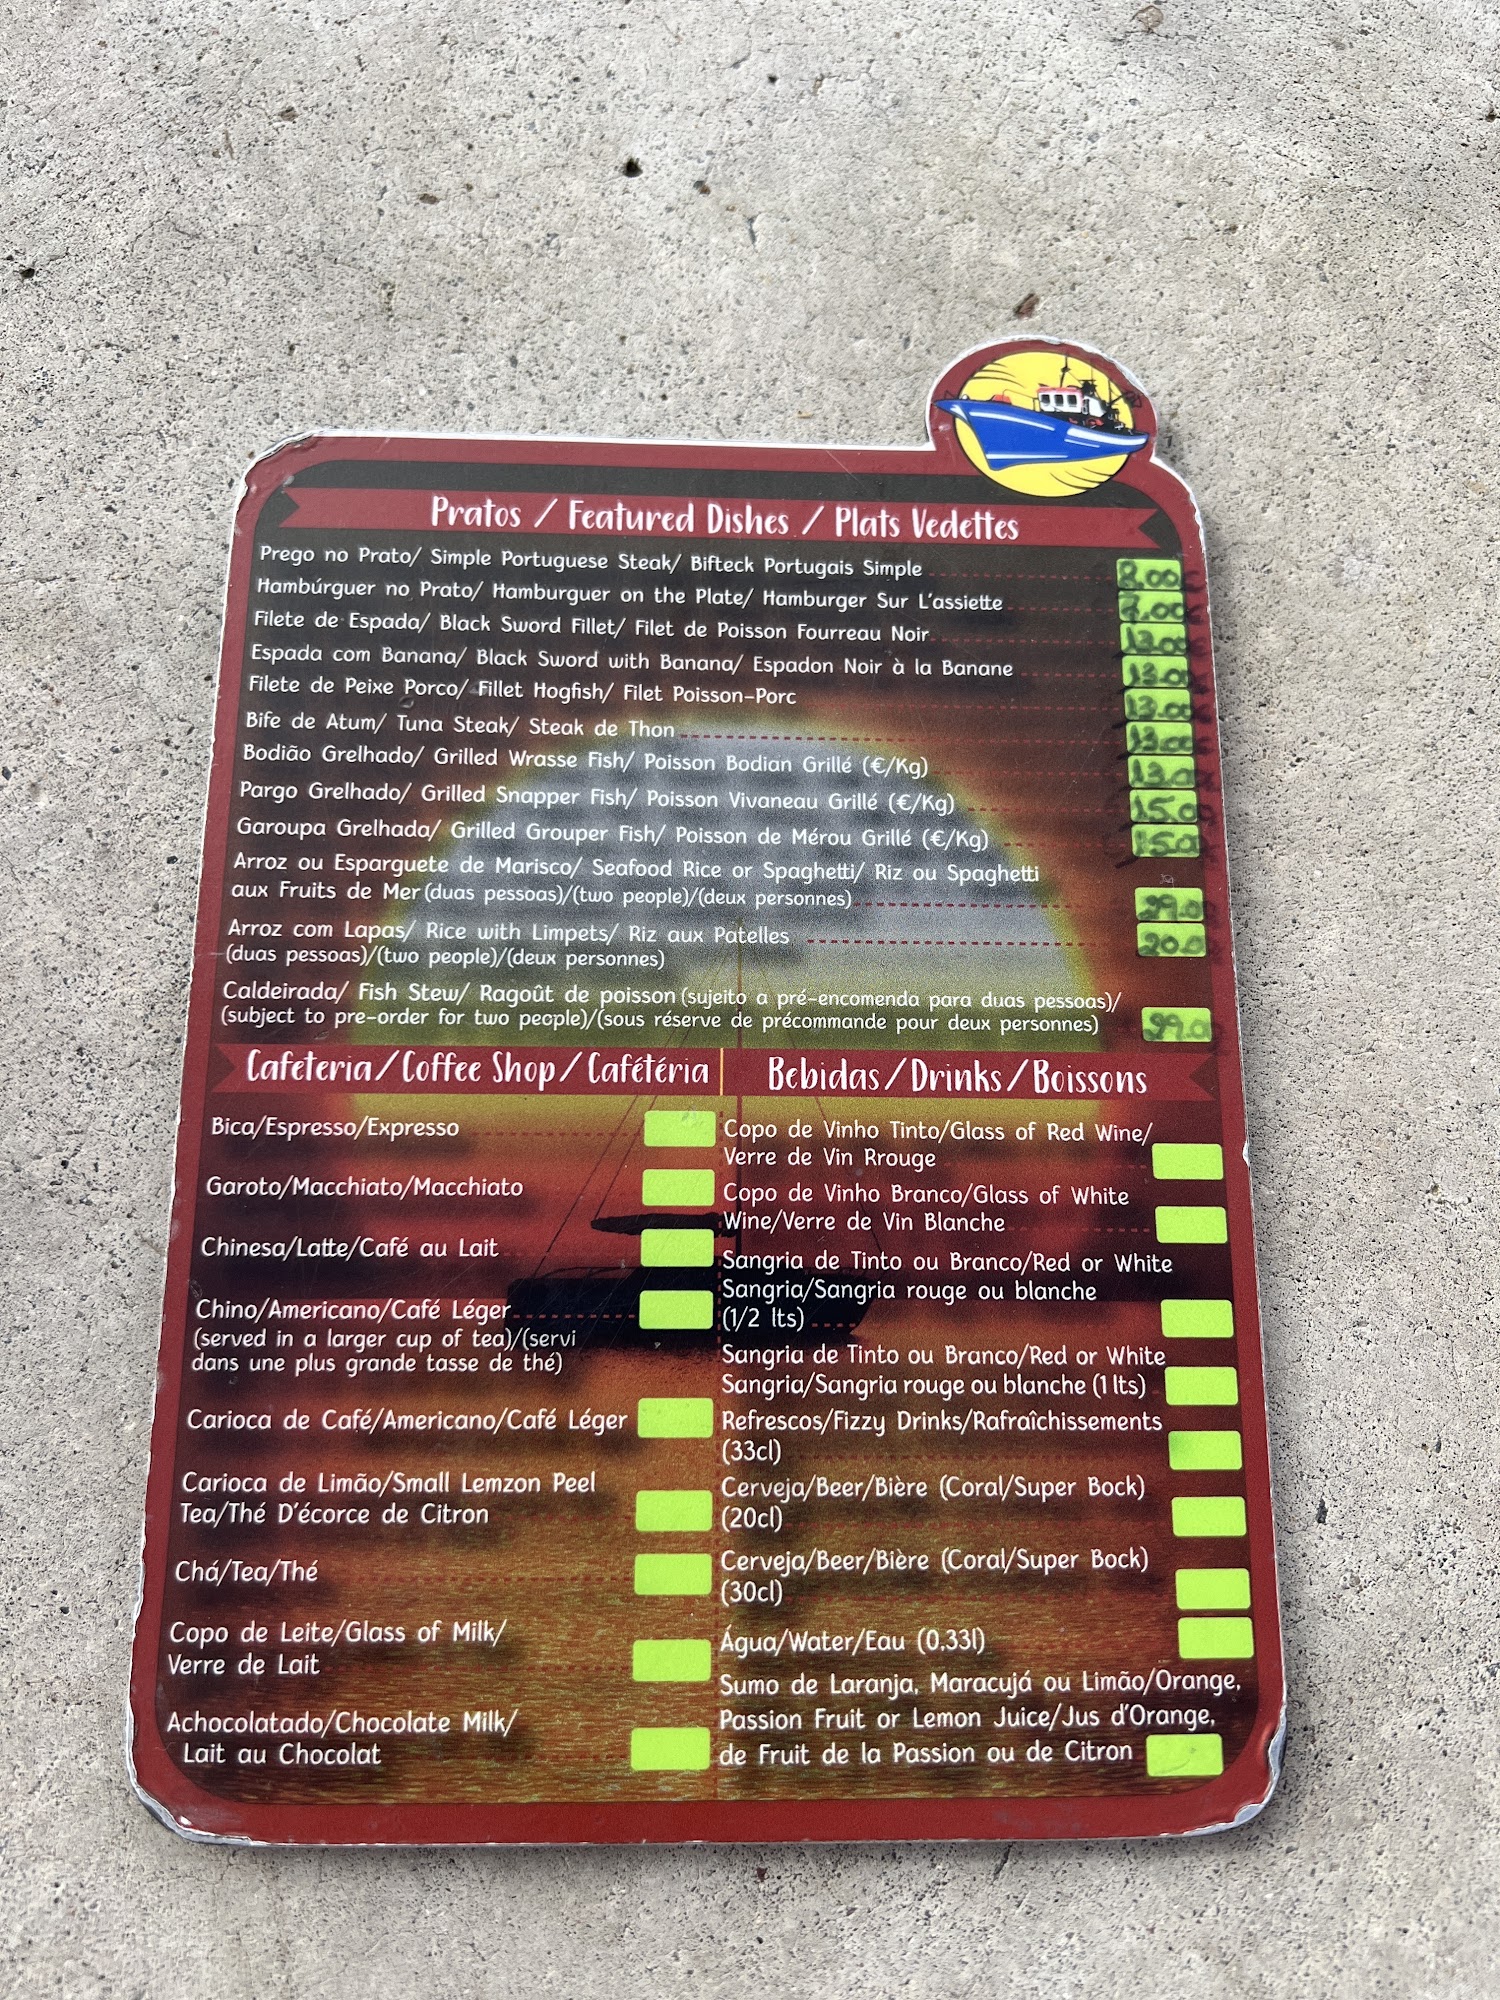 Pratos / Featured Dishes / Plats Vedettes
Prego no Prato/ Simple Portuguese Steak/ Bifteck Portugais Simple 8.00€
Hambúrguer no Prato/ Hamburguer on the Plate/ Hamburger Sur L'assiette 7.00€
Filete de Espada/ Black Sword Fillet/ Filet de Poisson Fourreau Noir
Espada com Banana/ Black Sword with Banana/ Espadon Noir à la Banane 13.00
Filete de Peixe Porco/ Fillet Hogfish/ Filet Poisson-Porc 13.00
Bife de Atum/ Tuna Steak/ Steak de Thon 13.00€
Bodião Grelhado/ Grilled Wrasse Fish/ Poisson Bodian Grillé (€/Kg) 13.00
Pargo Grelhado/ Grilled Snapper Fish/ Poisson Vivaneau Grillé (€/Kg) 15.00
Garoupa Grelhada/ Grilled Grouper Fish/ Poisson de Mérou Grillé (€/Kg) 15.00
Arroz ou Esparguete de Marisco/ Seafood Rice or Spaghetti/ Riz ou Spaghetti
aux Fruits de Mer (duas pessoas)/(two people)/(deux personnes)
Arroz com Lapas/ Rice with Limpets/ Riz aux Patelles 20.0
(duas pessoas)/(two people)/(deux personnes)
Caldeirada/ Fish Stew/ Ragoût de poisson (sujeito a pré-encomenda para duas pessoas)/
(subject to pre-order for two people)/(sous réserve de précommande pour deux personnes)
Cafeteria/Coffee Shop/Cafétéria
Bica/Espresso/Expresso
Garoto/Macchiato/Macchiato
Chinesa/Latte/Café au Lait
Chino/Americano/Café Léger
(served in a larger cup of tea)/(servi
dans une plus grande tasse de thé)
Carioca de Café/Americano/Café Léger
Carioca de Limão/Small Lemzon Peel
Tea/Thé D'écorce de Citron
Chá/Tea/Thé
Copo de Leite/Glass of Milk/
Verre de Lait
Achocolatado/Chocolate Milk/
Lait au Chocolat
Bebidas/Drinks/Boissons
Copo de Vinho Tinto/Glass of Red Wine/
Verre de Vin Rrouge
Copo de Vinho Branco/Glass of White
Wine/Verre de Vin Blanche
Sangria de Tinto ou Branco/Red or White
Sangria/Sangria rouge ou blanche
(1/2 lts)
Sangria de Tinto ou Branco/Red or White
Sangria/Sangria rouge ou blanche (1 lts)
Refrescos/Fizzy Drinks/Rafraîchissements
(33cl)
Cerveja/Beer/Bière (Coral/Super Bock)
(20cl)
Cerveja/Beer/Bière (Coral/Super Bock)
(30cl)
Água/Water/Eau (0,33l)
Sumo de Laranja, Maracujá ou Limão/Orange,
Passion Fruit or Lemon Juice/Jus d'Orange,
de Fruit de la Passion ou de Citron